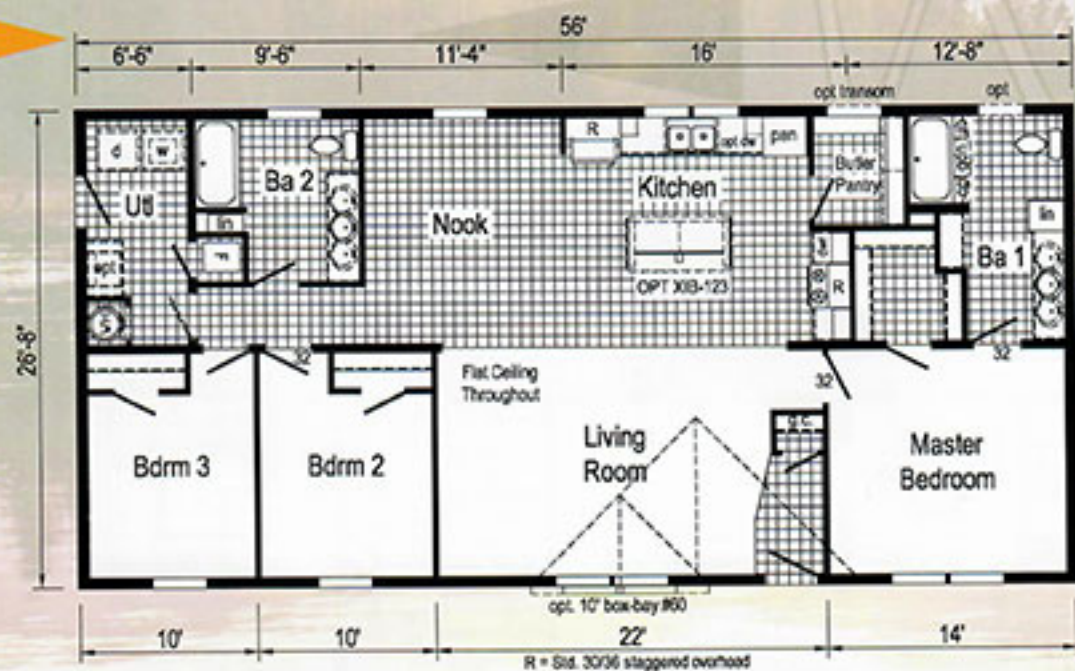 56'
6'-6" 9'-6" 11'-4" 16' 12'-8"
opt transom opt
26'-8"
d w
R
opt dw
pan
Utl
Ba 2
lin
Nook
Kitchen
Butler
Pantry
lin
Ba 1
opt
OPT XIB-123
R
S
32
32
32
Flat Ceiling
Throughout
g.c.
Bdrm 3
Bdrm 2
Living
Room
Master
Bedroom
opt. 10' box-bay #60
10' 10' 22' 14'
R = Std. 30/36 staggered overhead